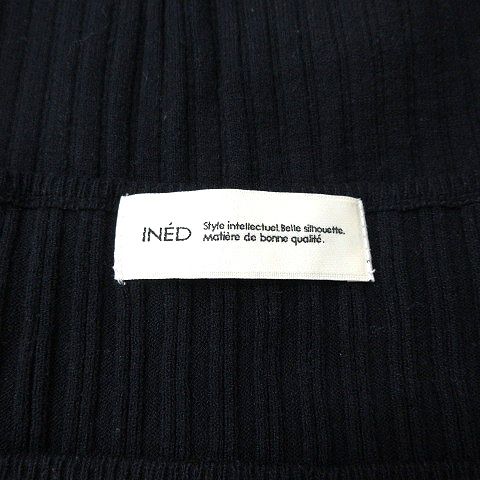 INÉD
Style intellectuel.Belle silhouette.
Matière de bonne qualité.